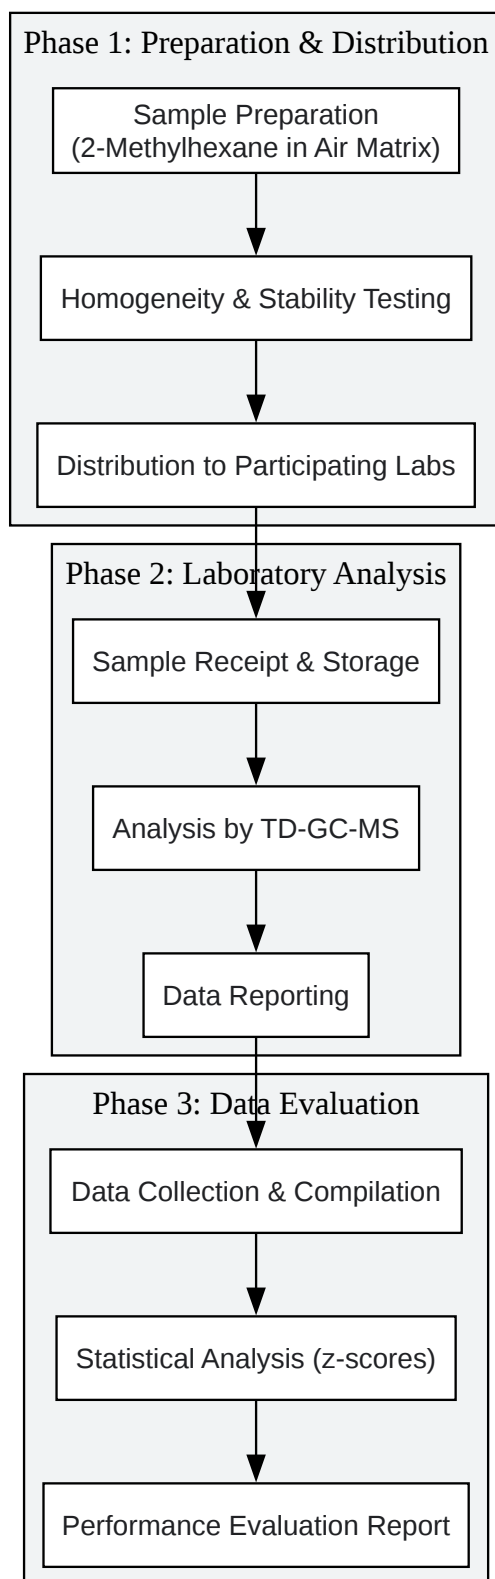 Phase 1: Preparation & Distribution
Sample Preparation
(2-Methylhexane in Air Matrix)
Homogeneity & Stability Testing
Distribution to Participating Labs
Phase 2: Laboratory Analysis
Sample Receipt & Storage
Analysis by TD-GC-MS
Data Reporting
Phase 3: Data Evaluation
Data Collection & Compilation
Statistical Analysis (z-scores)
Performance Evaluation Report